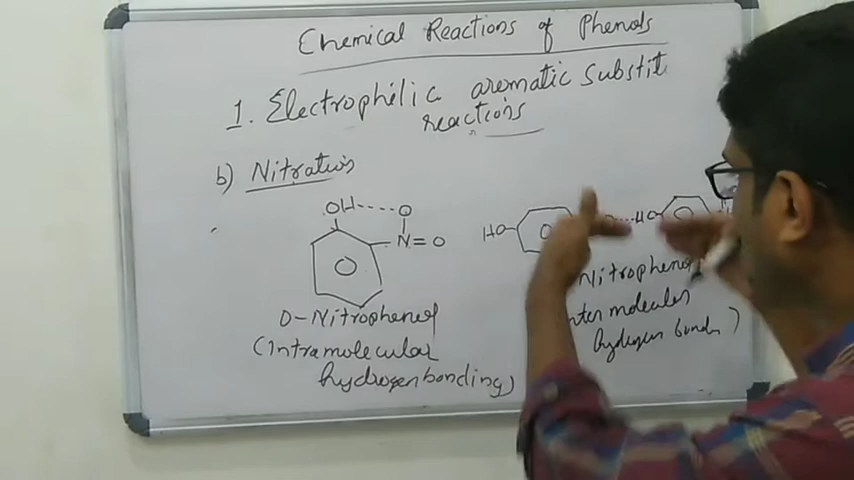 Chemical Reactions of Phenols
1. Electrophilic aromatic Substit
reactions
b) Nitration
OH O
N=O
HO HO
O-Nitrophenol
(Intramolecular
hydrogen bonding)
Nitrophenol
nter molecular
hydrogen bondin)